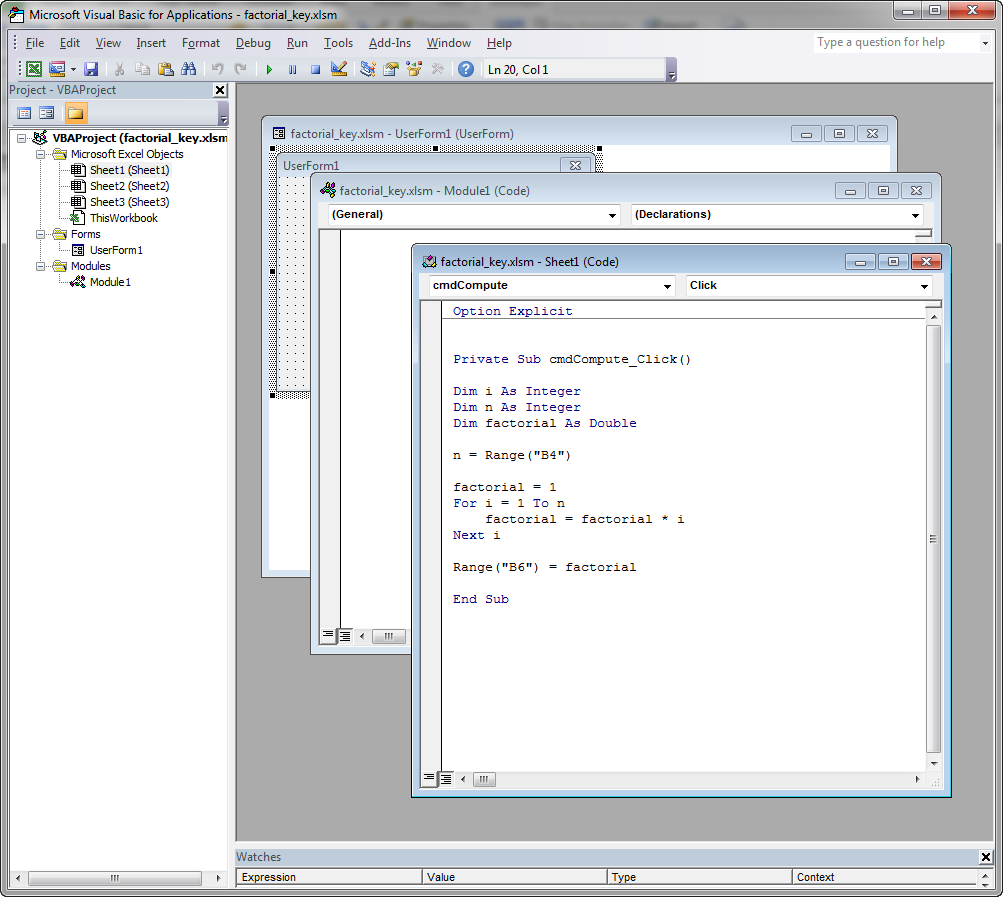 Microsoft Visual Basic for Applications - factorial_key.xlsm
File Edit View Insert Format Debug Run Tools Add-Ins Window Help
Type a question for help
Ln 20, Col 1
Project - VBAProject
VBAProject (factorial_key.xlsm
Microsoft Excel Objects
Sheet1 (Sheet1)
Sheet2 (Sheet2)
Sheet3 (Sheet3)
ThisWorkbook
Forms
UserForm1
Modules
Module1
factorial_key.xlsm - UserForm1 (UserForm)
UserForm1
factorial_key.xlsm - Module1 (Code)
(General) (Declarations)
factorial_key.xlsm - Sheet1 (Code)
cmdCompute Click
Option Explicit
Private Sub cmdCompute_Click()
Dim i As Integer
Dim n As Integer
Dim factorial As Double
n = Range("B4")
factorial = 1
For i = 1 To n
factorial = factorial * i
Next i
Range("B6") = factorial
End Sub
Watches
Expression Value Type Context